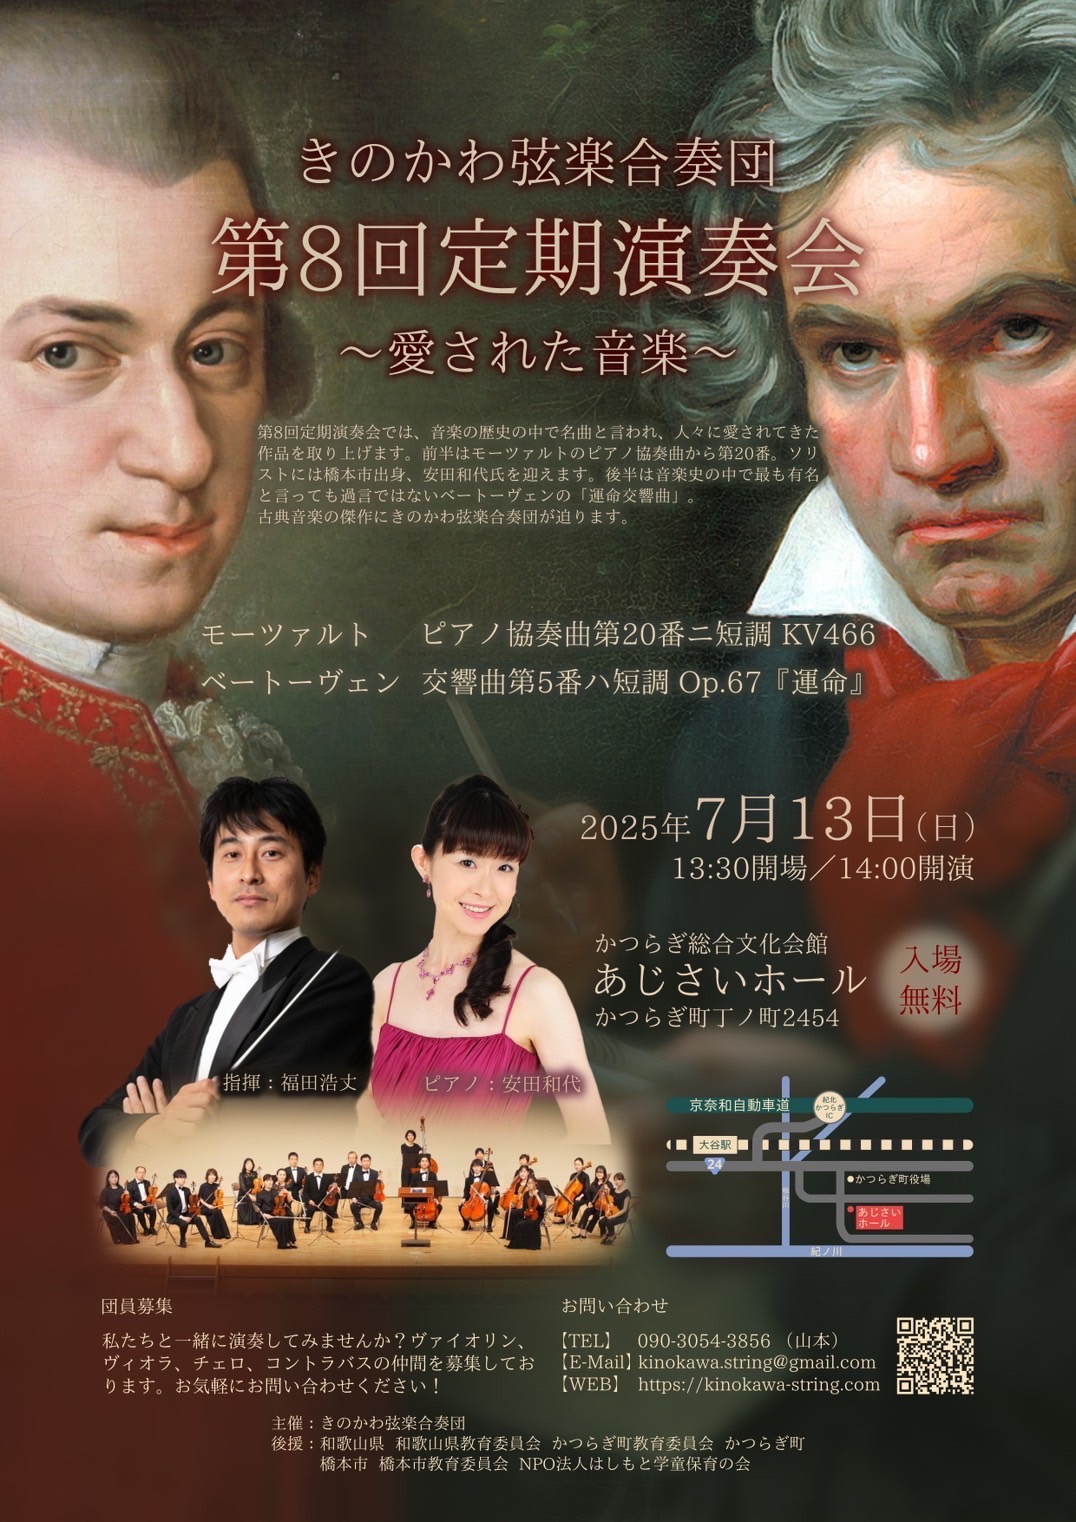 きのかわ弦楽合奏団
第8回定期演奏会
～愛された音楽～
第8回定期演奏会では、音楽の歴史の中で名曲と言われ、人々に愛されてきた
作品を取り上げます。前半はモーツァルトのピアノ協奏曲から第20番。ソリ
ストには橋本市出身、安田和代氏を迎えます。後半は音楽史の中で最も有名
と言っても過言ではないベートーヴェンの「運命交響曲」。
古典音楽の傑作にきのかわ弦楽合奏団が迫ります。
モーツァルト ピアノ協奏曲第20番ニ短調 KV466
ベートーヴェン 交響曲第5番ハ短調 Op.67『運命』
2025年7月13日(日)
13:30開場／14:00開演
かつらぎ総合文化会館
あじさいホール
かつらぎ町丁ノ町2454
入場
無料
指揮：福田浩丈
ピアノ：安田和代
京奈和自動車道
紀北
かつらぎ
IC
大谷駅
24
●かつらぎ町役場
あじさい
ホール
紀ノ川
団員募集
私たちと一緒に演奏してみませんか？ヴァイオリン、
ヴィオラ、チェロ、コントラバスの仲間を募集してお
ります。お気軽にお問い合わせください！
お問い合わせ
【TEL】 090-3054-3856 （山本）
【E-Mail】kinokawa.string@gmail.com
【WEB】 https://kinokawa-string.com
主催：きのかわ弦楽合奏団
後援：和歌山県 和歌山県教育委員会 かつらぎ町教育委員会 かつらぎ町
橋本市 橋本市教育委員会 NPO法人はしもと学童保育の会